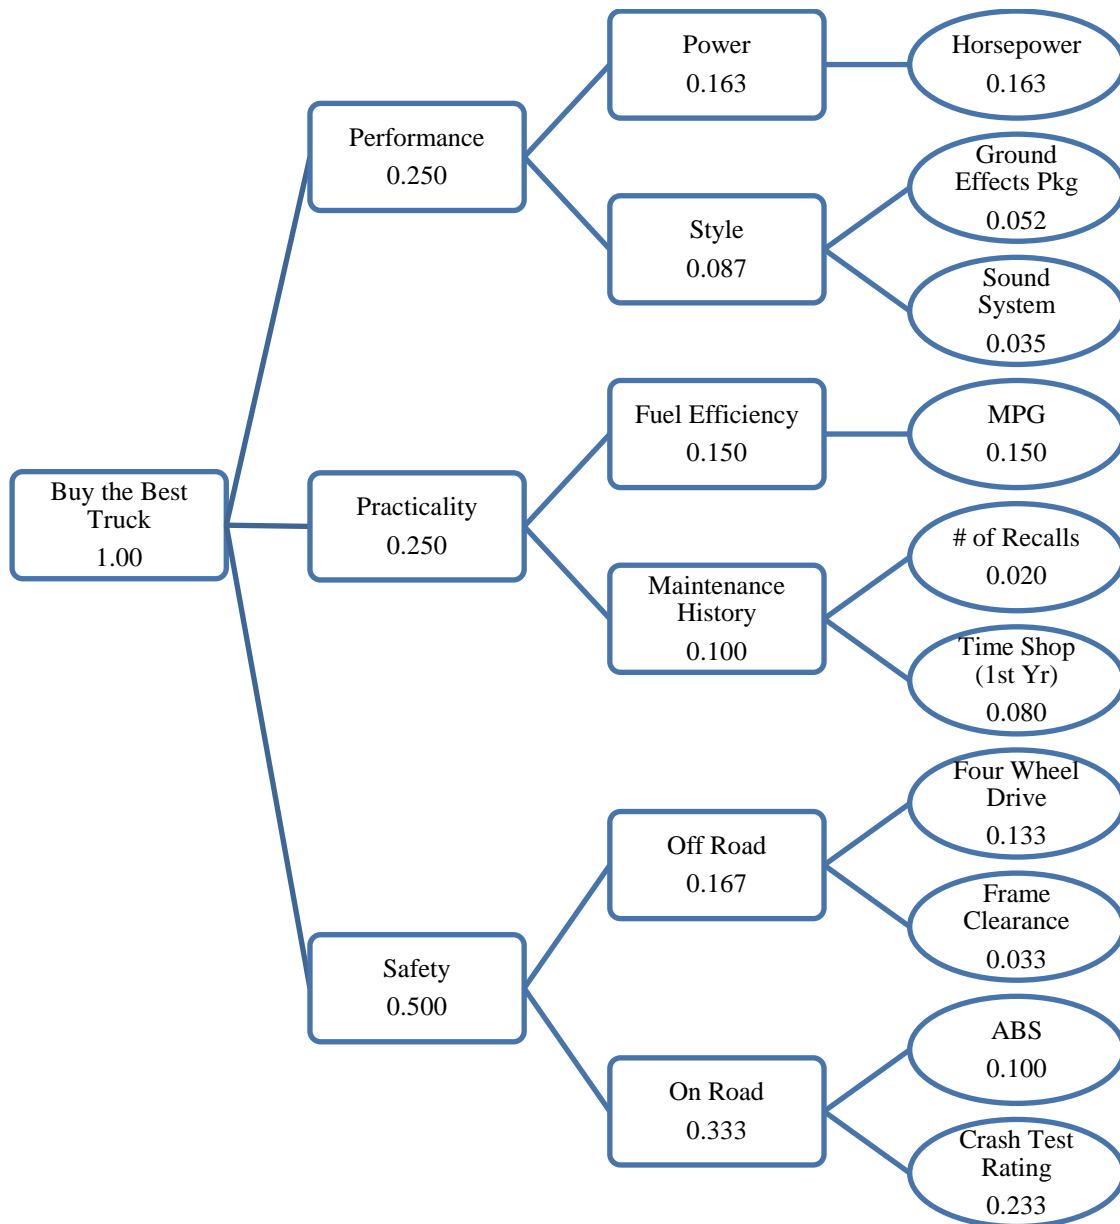 Buy the Best
Truck
1.00
Performance
0.250
Practicality
0.250
Safety
0.500
Power
0.163
Style
0.087
Fuel Efficiency
0.150
Maintenance
History
0.100
Off Road
0.167
On Road
0.333
Horsepower
0.163
Ground
Effects Pkg
0.052
Sound
System
0.035
MPG
0.150
# of Recalls
0.020
Time Shop
(1st Yr)
0.080
Four Wheel
Drive
0.133
Frame
Clearance
0.033
ABS
0.100
Crash Test
Rating
0.233